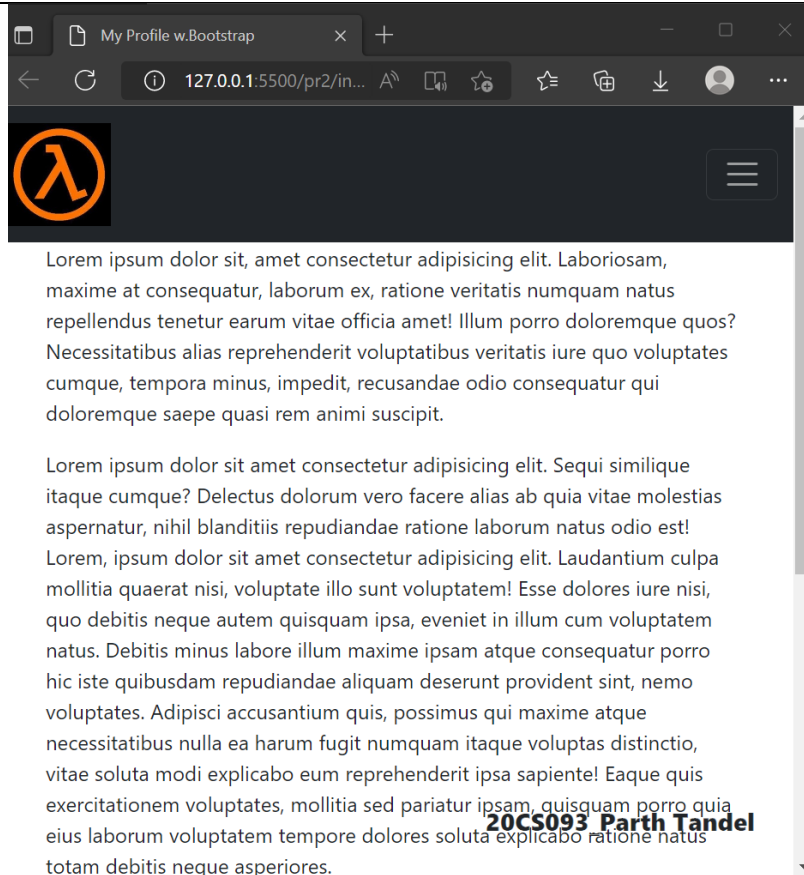 My Profile w.Bootstrap
127.0.0.1:5500/pr2/in...
λ
Lorem ipsum dolor sit, amet consectetur adipisicing elit. Laboriosam,
maxime at consequatur, laborum ex, ratione veritatis numquam natus
repellendus tenetur earum vitae officia amet! Illum porro doloremque quos?
Necessitatibus alias reprehenderit voluptatibus veritatis iure quo voluptates
cumque, tempora minus, impedit, recusandae odio consequatur qui
doloremque saepe quasi rem animi suscipit.
Lorem ipsum dolor sit amet consectetur adipisicing elit. Sequi similique
itaque cumque? Delectus dolorum vero facere alias ab quia vitae molestias
aspernatur, nihil blanditiis repudiandae ratione laborum natus odio est!
Lorem, ipsum dolor sit amet consectetur adipisicing elit. Laudantium culpa
mollitia quaerat nisi, voluptate illo sunt voluptatem! Esse dolores iure nisi,
quo debitis neque autem quisquam ipsa, eveniet in illum cum voluptatem
natus. Debitis minus labore illum maxime ipsam atque consequatur porro
hic iste quibusdam repudiandae aliquam deserunt provident sint, nemo
voluptates. Adipisci accusantium quis, possimus qui maxime atque
necessitatibus nulla ea harum fugit numquam itaque voluptas distinctio,
vitae soluta modi explicabo eum reprehenderit ipsa sapiente! Eaque quis
exercitationem voluptates, mollitia sed pariatur ipsam, quisquam porro quia
20CS093_Parth Tandel
eius laborum voluptatem tempore dolores soluta explicabo ratione natus
totam debitis neque asperiores.